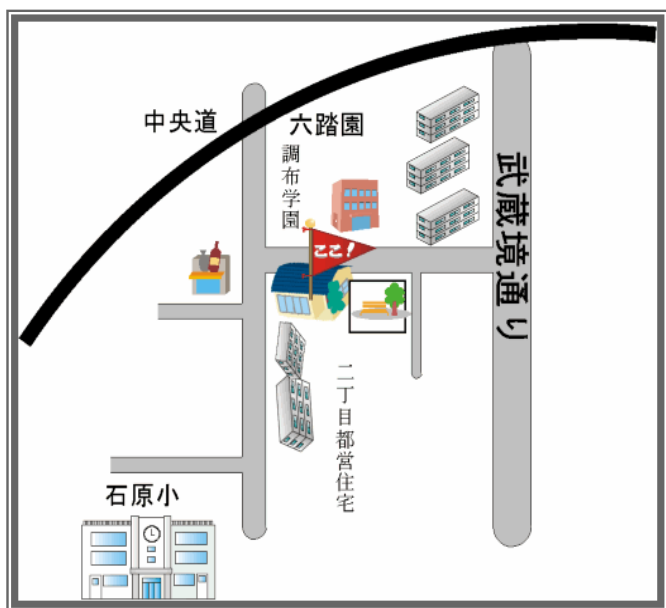 中央道
六踏園
調布学園
武蔵境通り
ここ!
二丁目都営住宅
石原小